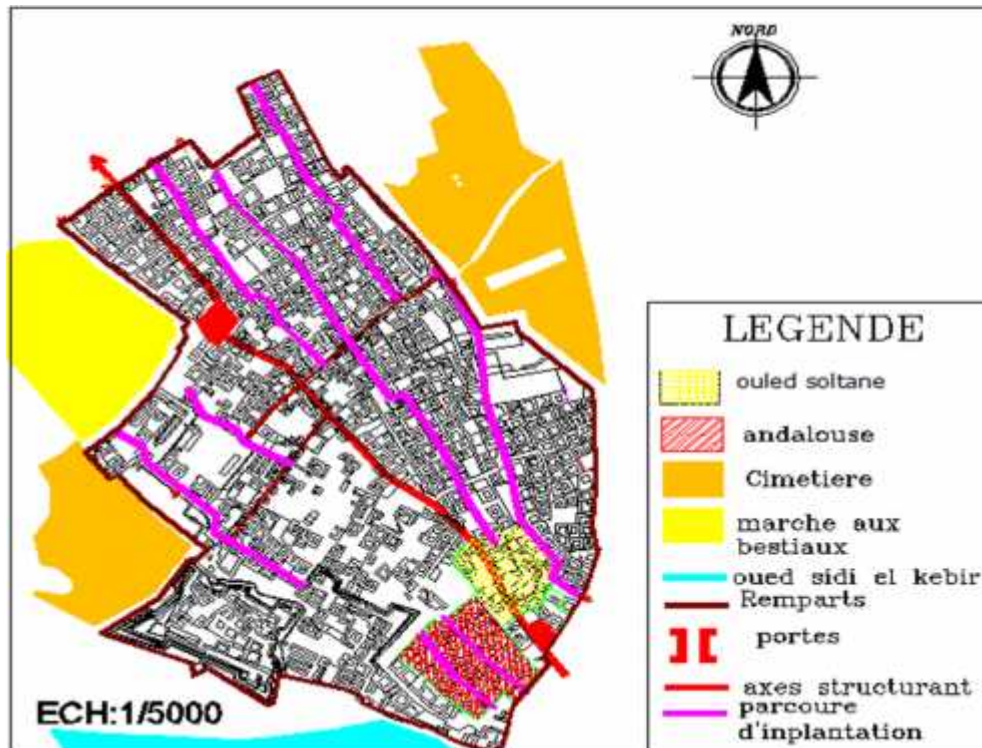 NORD
LEGENDE
ouled soltane
andalouse
Cimetiere
marche aux
bestiaux
oued sidi el kebir
Remparts
portes
axes structurant
parcoure
d'inplantation
ECH:1/5000